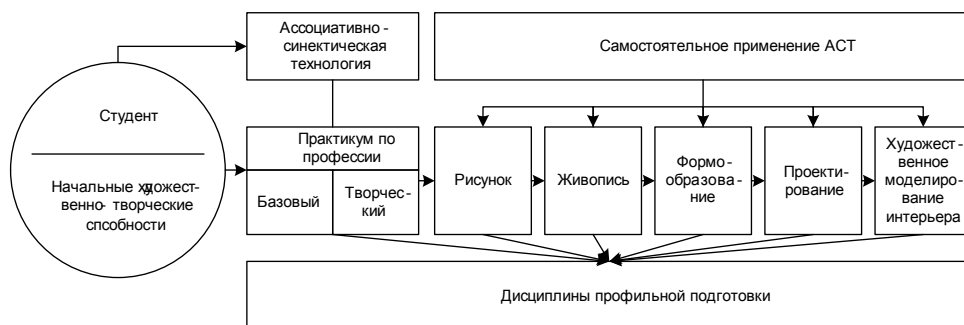 Ассоциативно-
синектическая
технология
Самостоятельное применение АСТ
Студент
Начальные художест-
венно- творческие
спсобности
Практикум по
профессии
Базовый
Творчес-
кий
Рисунок
Живопись
Формо-
образова-
ние
Проекти-
рование
Художест-
венное
моделиро-
вание
интерьера
Дисциплины профильной подготовки